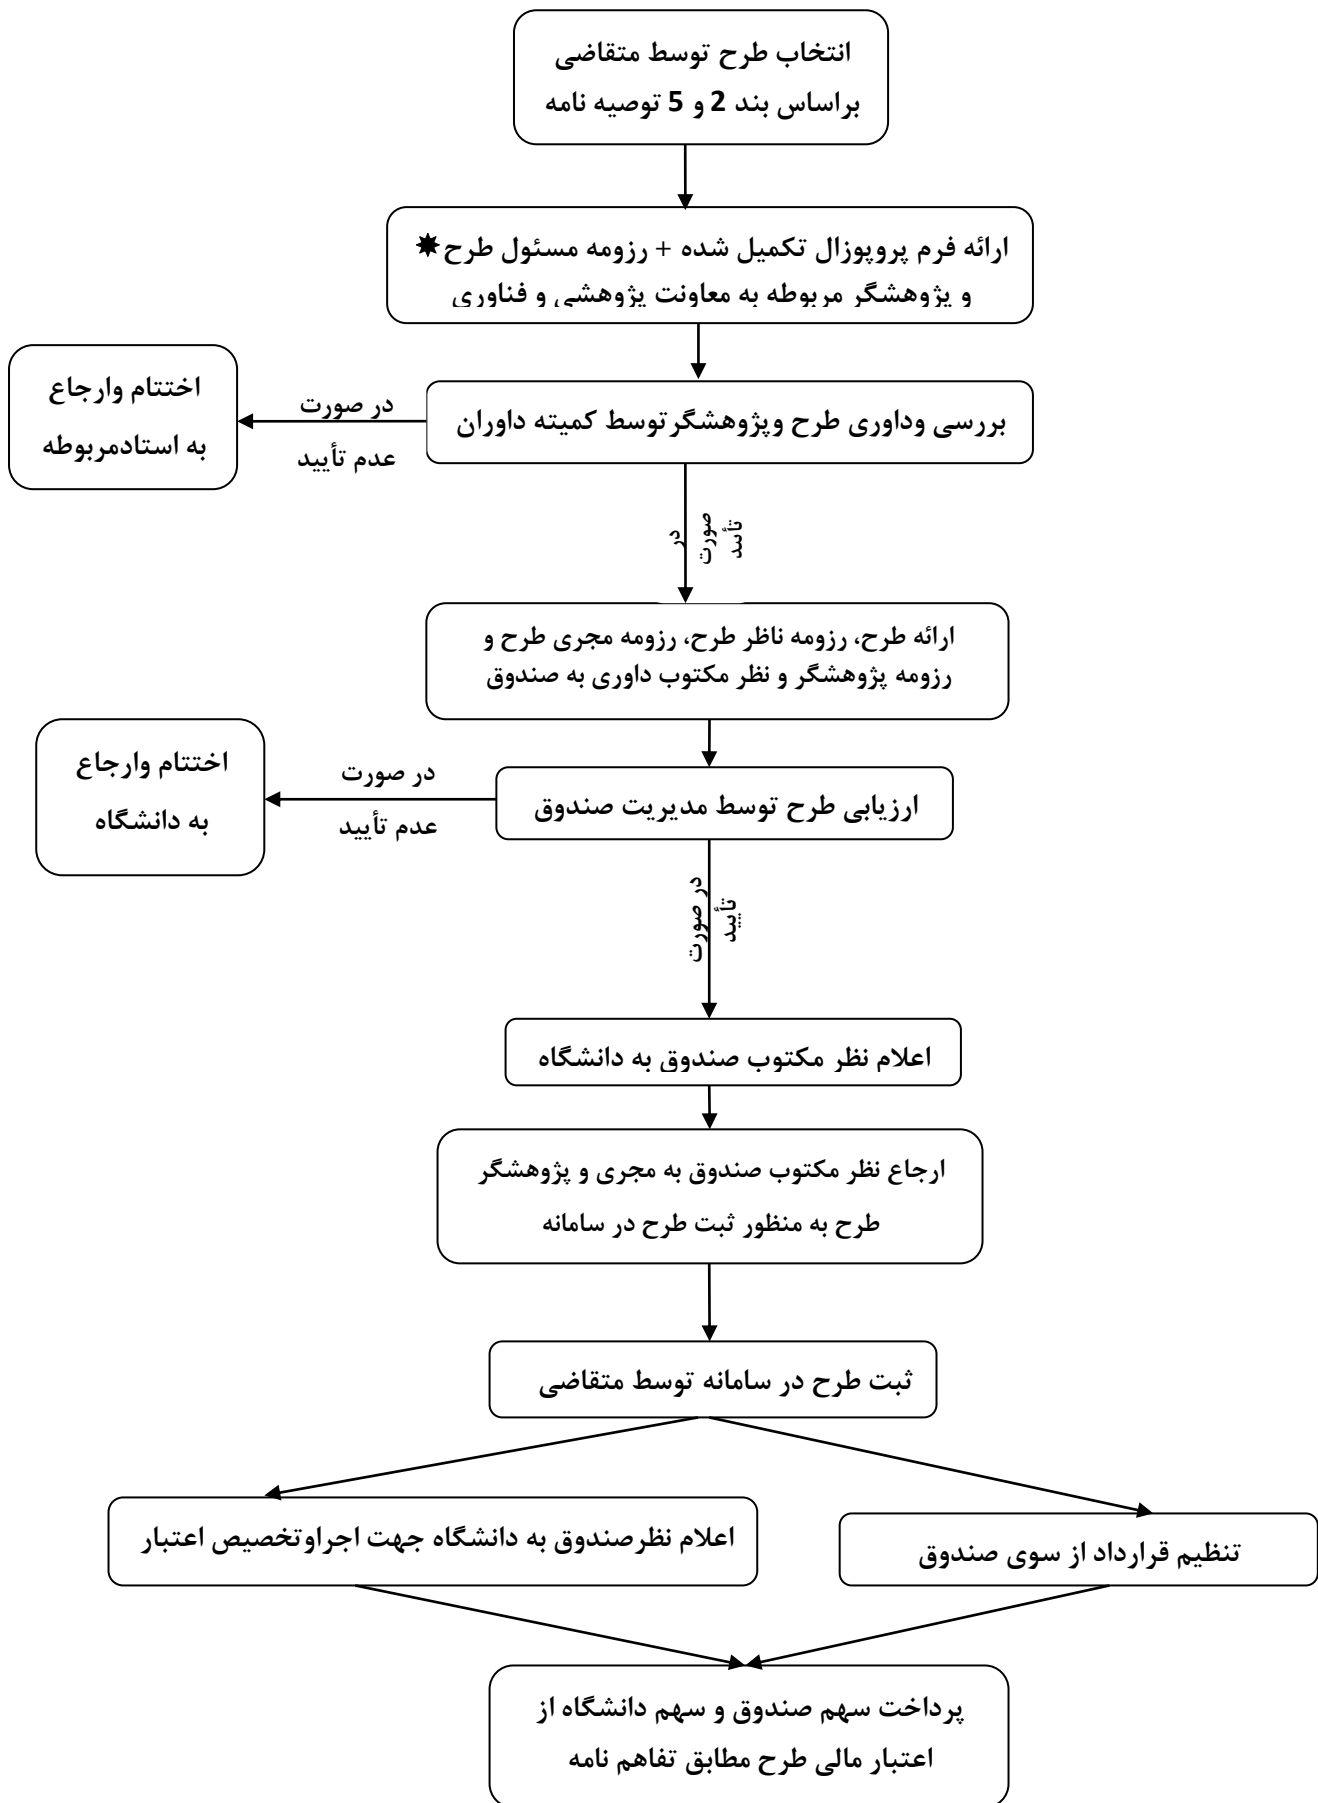 انتخاب طرح توسط متقاضی
براساس بند 2 و 5 توصیه نامه
ارائه فرم پروپوزال تکمیل شده + رزومه مسئول طرح
و پژوهشگر مربوطه به معاونت پژوهشی و فناوری
بررسی وداوری طرح وپژوهشگرتوسط کمیته داوران
در صورت
عدم تأیید
اختتام وارجاع
به استادمربوطه
در
صورت
تأیید
ارائه طرح، رزومه ناظر طرح، رزومه مجری طرح و
رزومه پژوهشگر و نظر مکتوب داوری به صندوق
ارزیابی طرح توسط مدیریت صندوق
در صورت
عدم تأیید
اختتام وارجاع
به دانشگاه
در صورت
تأیید
اعلام نظر مکتوب صندوق به دانشگاه
ارجاع نظر مکتوب صندوق به مجری و پژوهشگر
طرح به منظور ثبت طرح در سامانه
ثبت طرح در سامانه توسط متقاضی
تنظیم قرارداد از سوی صندوق
اعلام نظرصندوق به دانشگاه جهت اجراوتخصیص اعتبار
پرداخت سهم صندوق و سهم دانشگاه از
اعتبار مالی طرح مطابق تفاهم نامه